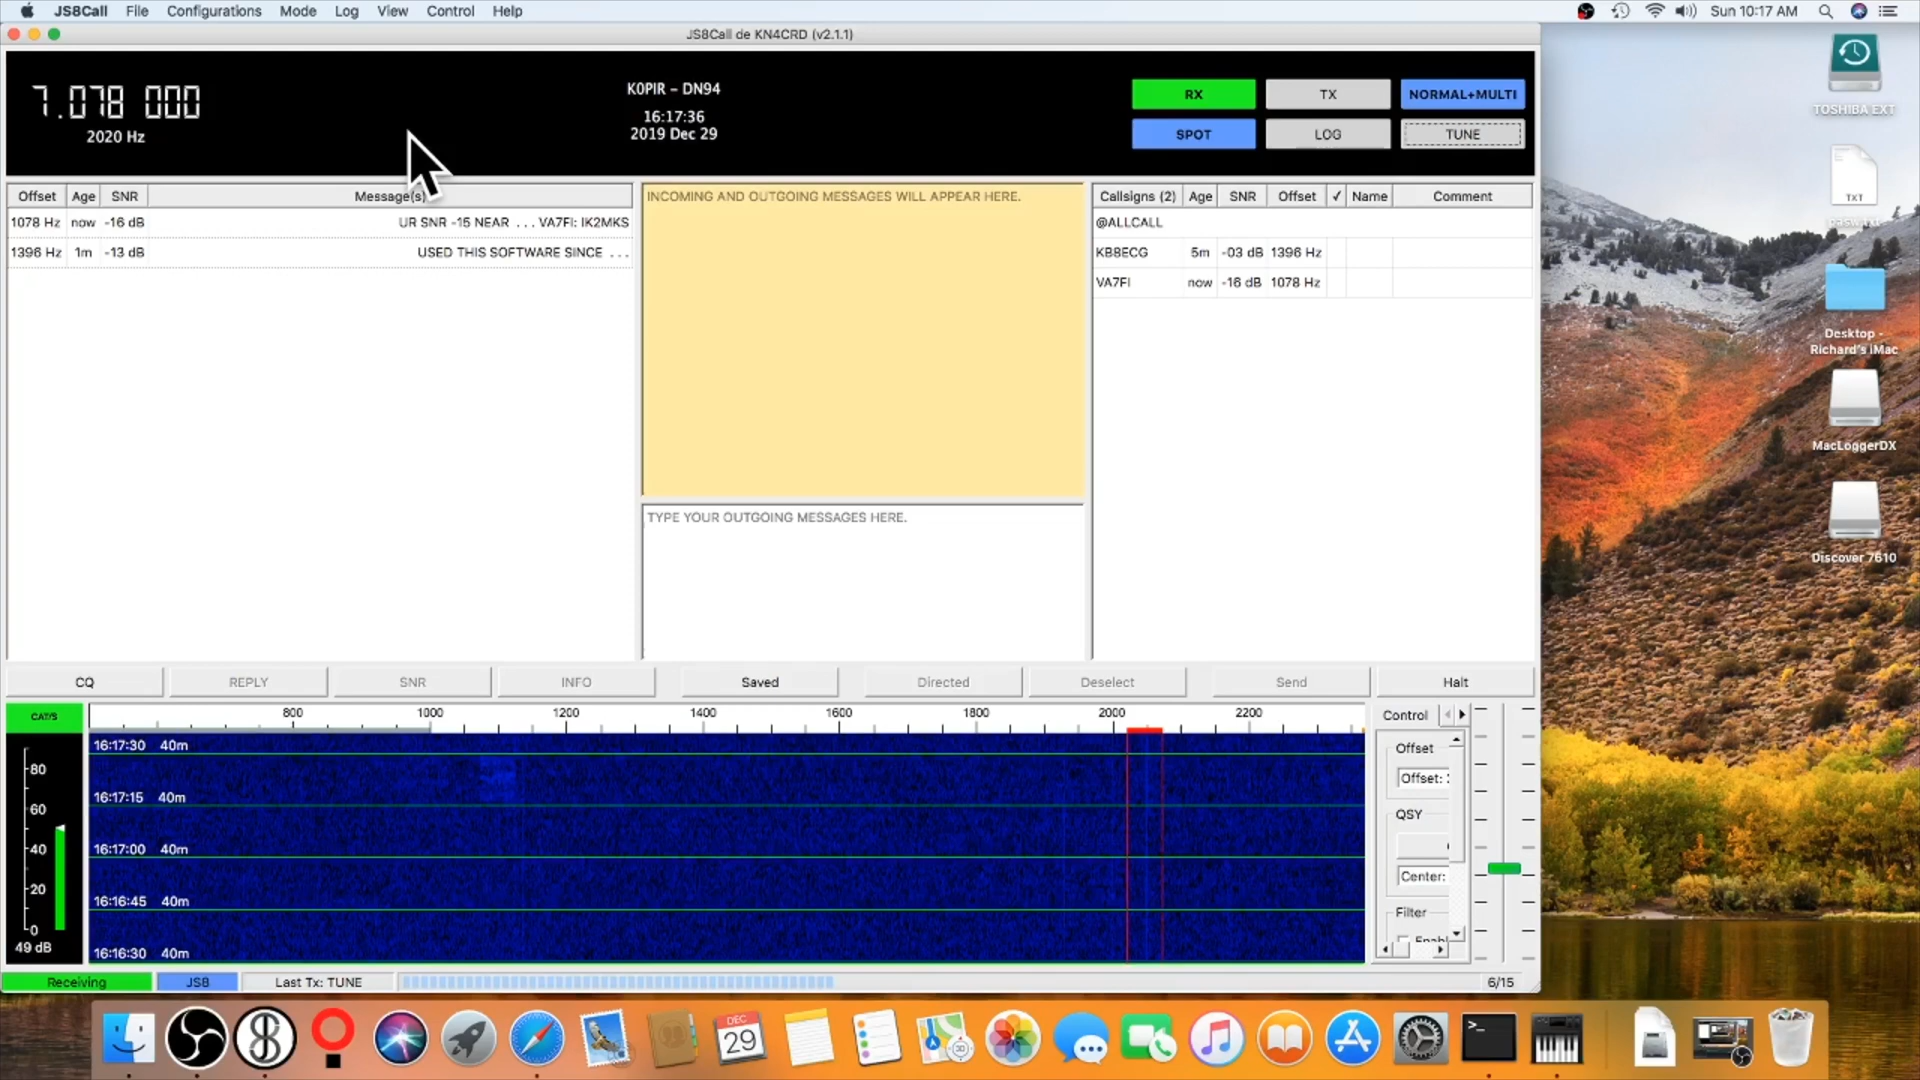 JS8Call File Configurations Mode Log View Control Help Sun 10:17 AM
JS8Call de KN4CRD (v2.1.1)
7.078 000
2020 Hz
K0PIR – DN94
16:17:36
2019 Dec 29
RX TX NORMAL+MULTI
SPOT LOG TUNE
TOSHIBA EXT
TXT
Desktop -
Richard's iMac
MacLoggerDX
Discover 7610
Offset Age SNR Message(s)
1078 Hz now -16 dB UR SNR -15 NEAR ... VA7FI: IK2MKS
1396 Hz 1m -13 dB USED THIS SOFTWARE SINCE ...
INCOMING AND OUTGOING MESSAGES WILL APPEAR HERE.
TYPE YOUR OUTGOING MESSAGES HERE.
Callsigns (2) Age SNR Offset ✓ Name Comment
@ALLCALL
KB8ECG 5m -03 dB 1396 Hz
VA7FI now -16 dB 1078 Hz
CQ REPLY SNR INFO Saved Directed Deselect Send Halt
CAT/S
800 1000 1200 1400 1600 1800 2000 2200
16:17:30 40m
16:17:15 40m
16:17:00 40m
16:16:45 40m
16:16:30 40m
80
60
40
20
0
49 dB
Control
Offset
Offset:
QSY
Center:
Filter
Receiving JS8 Last Tx: TUNE 6/15
DEC
29